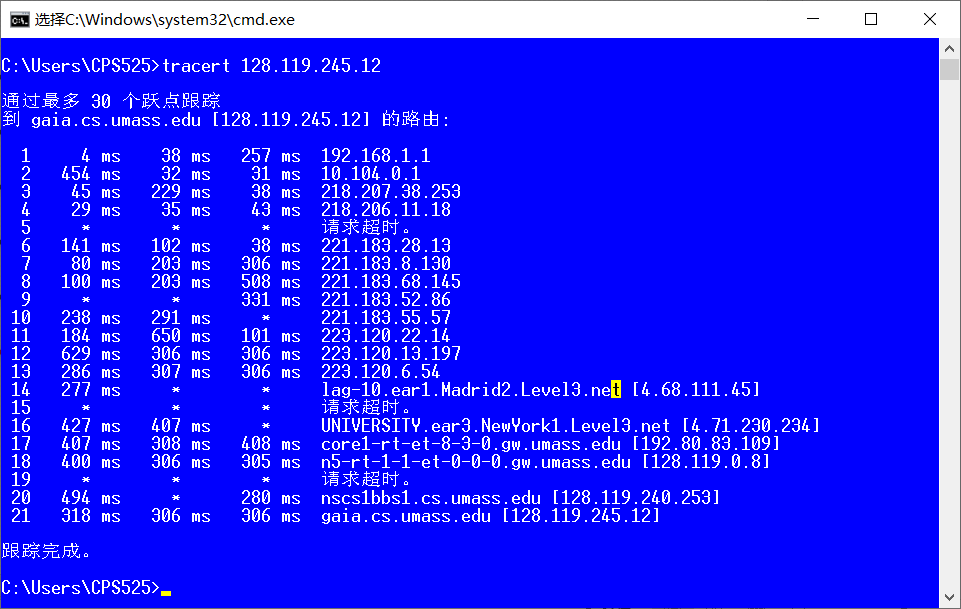 选择C:\Windows\system32\cmd.exe
C:\Users\CPS525>tracert 128.119.245.12
通过最多 30 个跃点跟踪
到 gaia.cs.umass.edu [128.119.245.12] 的路由:
1 4 ms 38 ms 257 ms 192.168.1.1
2 454 ms 32 ms 31 ms 10.104.0.1
3 45 ms 229 ms 38 ms 218.207.38.253
4 29 ms 35 ms 43 ms 218.206.11.18
5 * * * 请求超时。
6 141 ms 102 ms 38 ms 221.183.28.13
7 80 ms 203 ms 306 ms 221.183.8.130
8 100 ms 203 ms 508 ms 221.183.68.145
9 * * 331 ms 221.183.52.86
10 238 ms 291 ms * 221.183.55.57
11 184 ms 650 ms 101 ms 223.120.22.14
12 629 ms 306 ms 306 ms 223.120.13.197
13 286 ms 307 ms 306 ms 223.120.6.54
14 277 ms * * lag-10.ear1.Madrid2.Level3.net [4.68.111.45]
15 * * * 请求超时。
16 427 ms 407 ms * UNIVERSITY.ear3.NewYork1.Level3.net [4.71.230.234]
17 407 ms 308 ms 408 ms core1-rt-et-8-3-0.gw.umass.edu [192.80.83.109]
18 400 ms 306 ms 305 ms n5-rt-1-1-et-0-0-0.gw.umass.edu [128.119.0.8]
19 * * * 请求超时。
20 494 ms * 280 ms nscs1bbs1.cs.umass.edu [128.119.240.253]
21 318 ms 306 ms 306 ms gaia.cs.umass.edu [128.119.245.12]
跟踪完成。
C:\Users\CPS525>